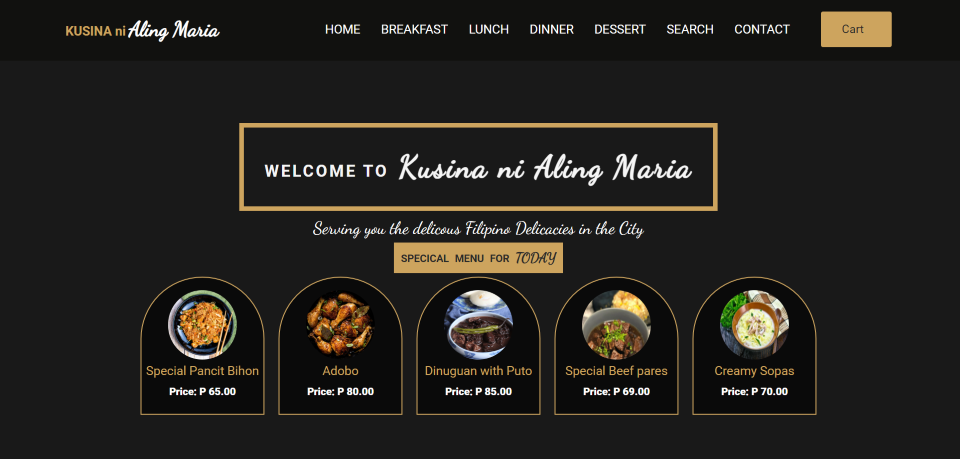 KUSINA ni Aling Maria
HOME BREAKFAST LUNCH DINNER DESSERT SEARCH CONTACT Cart
WELCOME TO Kusina ni Aling Maria
Serving you the delicous Filipino Delicacies in the City
SPECICAL MENU FOR TODAY
Special Pancit Bihon Adobo Dinuguan with Puto Special Beef pares Creamy Sopas
Price: P 65.00 Price: P 80.00 Price: P 85.00 Price: P 69.00 Price: P 70.00